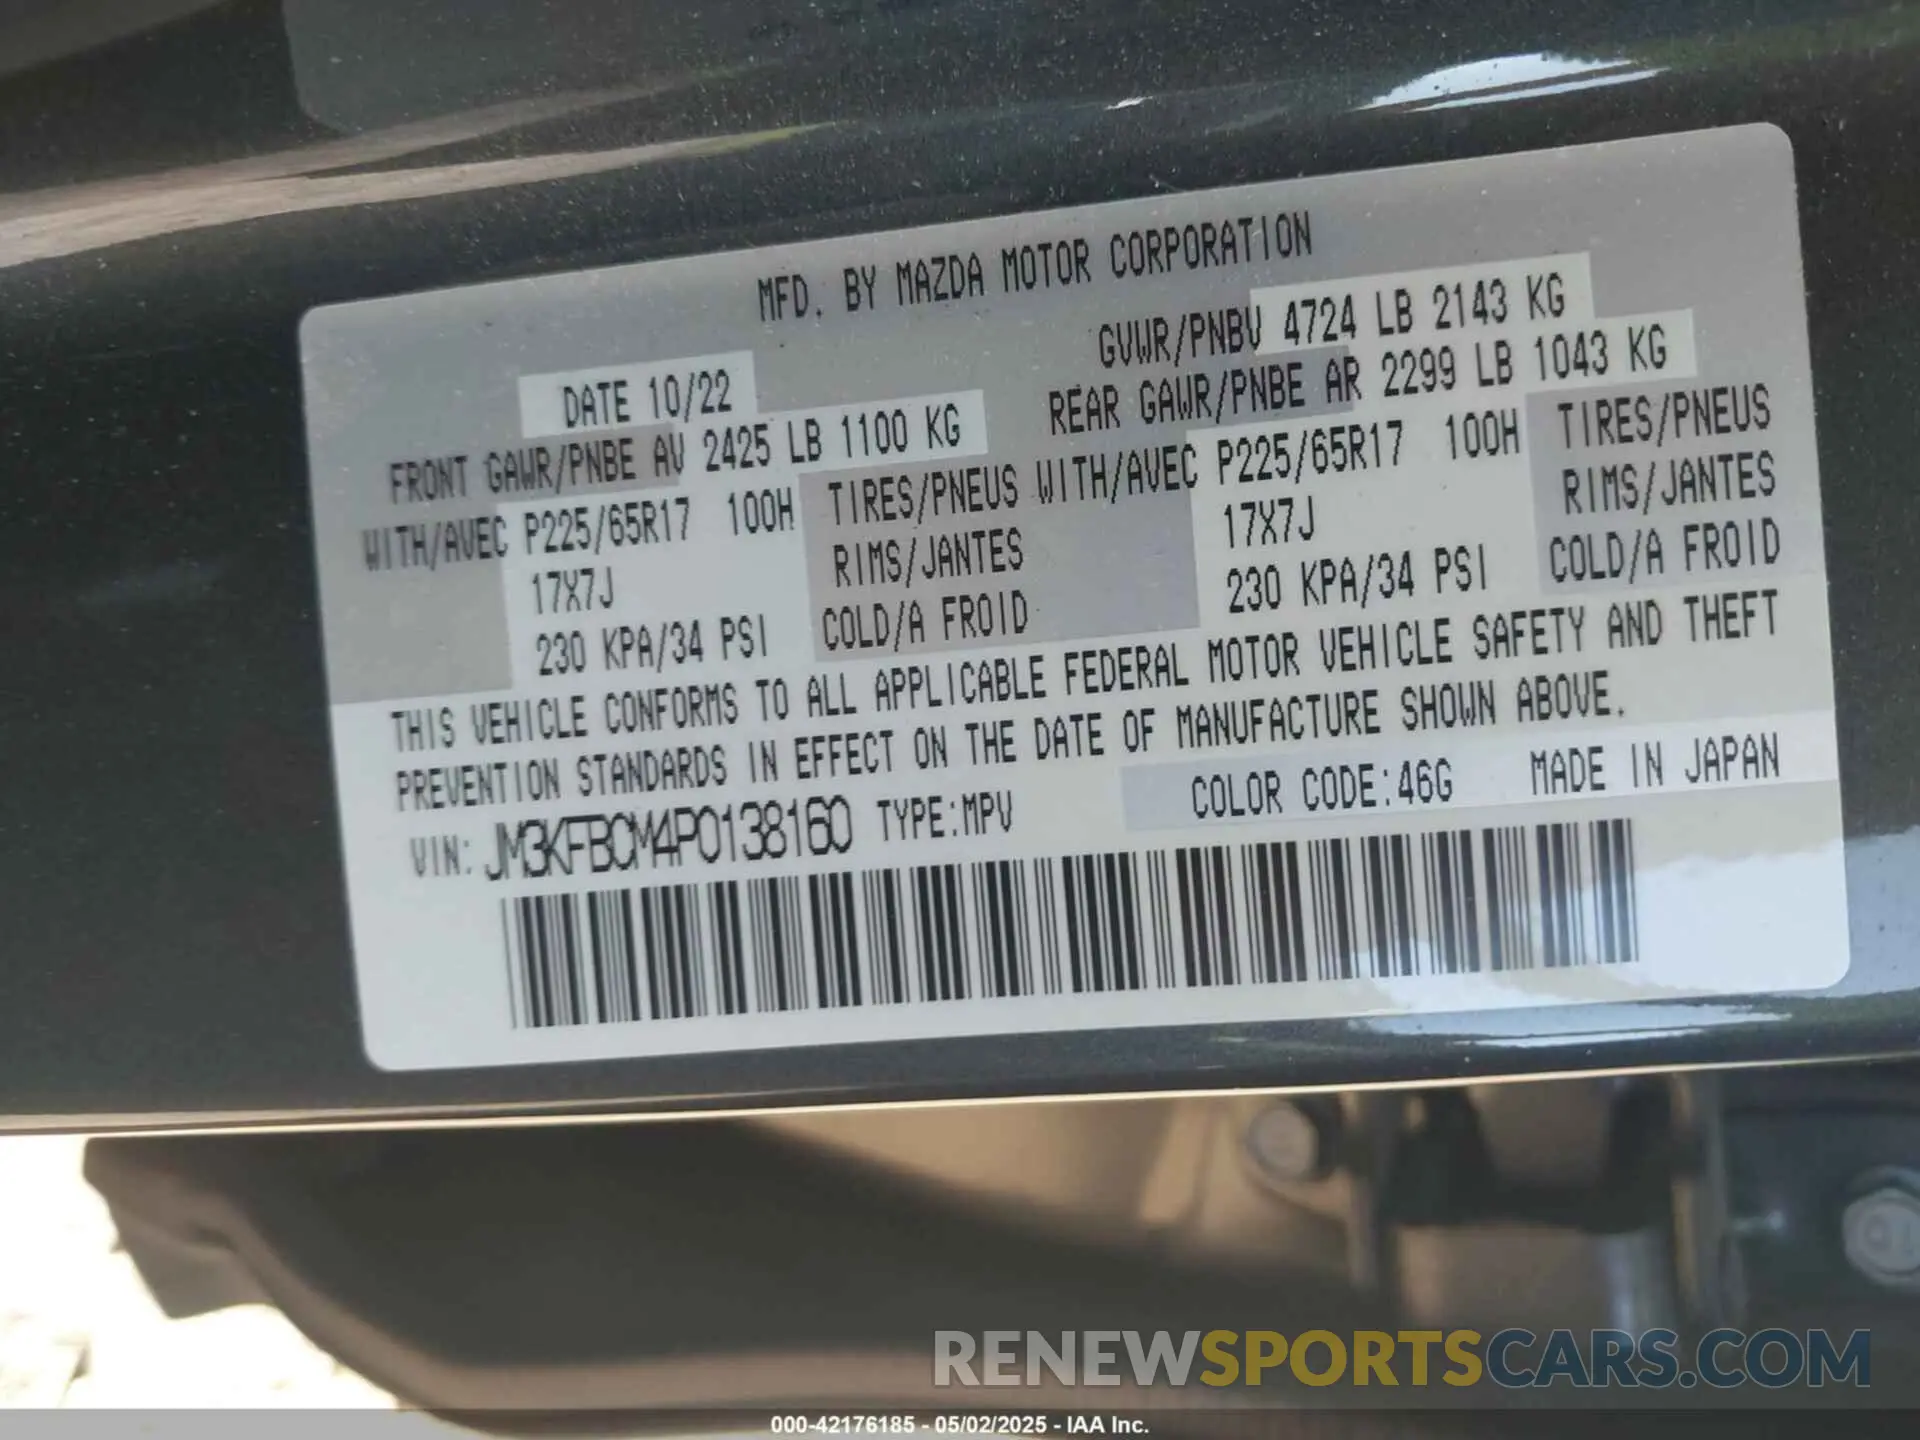 MFD. BY MAZDA MOTOR CORPORATION
DATE 10/22
GVWR/PNBV 4724 LB 2143 KG
FRONT GAWR/PNBE AV 2425 LB 1100 KG
REAR GAWR/PNBE AR 2299 LB 1043 KG
WITH/AVEC P225/65R17 100H TIRES/PNEUS WITH/AVEC P225/65R17 100H TIRES/PNEUS
17X7J RIMS/JANTES 17X7J RIMS/JANTES
230 KPA/34 PSI COLD/A FROID 230 KPA/34 PSI COLD/A FROID
THIS VEHICLE CONFORMS TO ALL APPLICABLE FEDERAL MOTOR VEHICLE SAFETY AND THEFT
PREVENTION STANDARDS IN EFFECT ON THE DATE OF MANUFACTURE SHOWN ABOVE.
VIN: JM3KFBCM4P0138160 TYPE:MPV COLOR CODE:46G MADE IN JAPAN
RENEWSPORTSCARS.COM
000-42176185 - 05/02/2025 - IAA Inc.